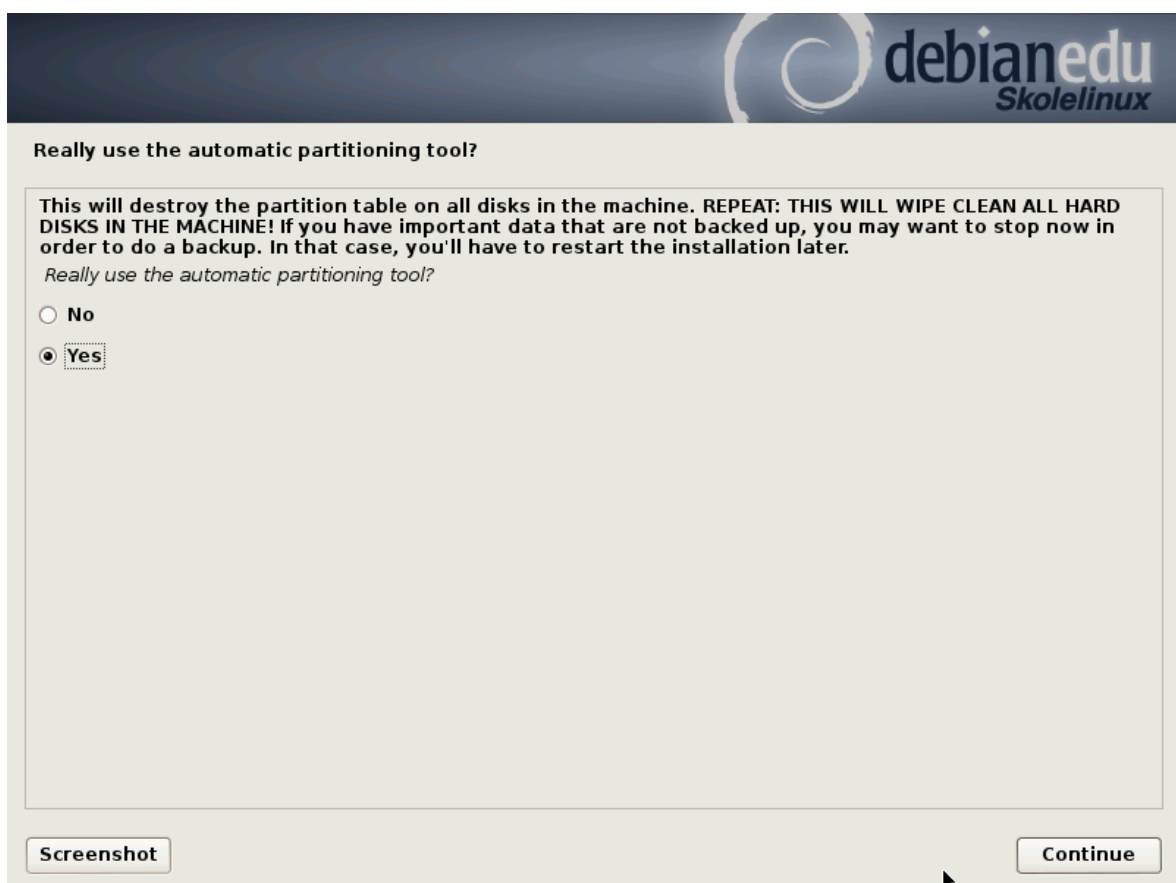 debianedu
Skolelinux
Really use the automatic partitioning tool?
This will destroy the partition table on all disks in the machine. REPEAT: THIS WILL WIPE CLEAN ALL HARD
DISKS IN THE MACHINE! If you have important data that are not backed up, you may want to stop now in
order to do a backup. In that case, you'll have to restart the installation later.
Really use the automatic partitioning tool?
No
Yes
Screenshot
Continue